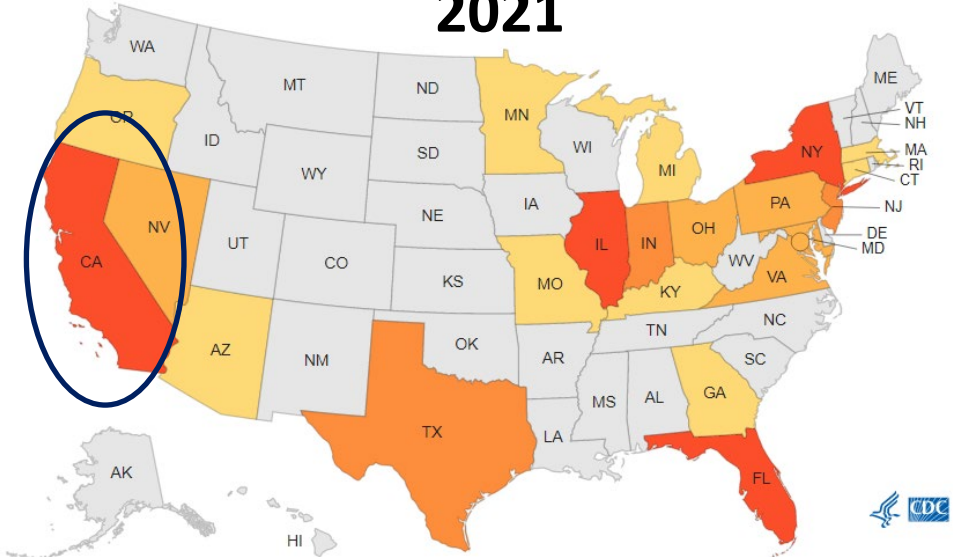 2021
WA
ME
MT
ND
VT
NH
OR
MN
ID
WI
NY
MA
RI
CT
SD
WY
MI
IA
PA
NJ
NE
NV
OH
DE
MD
IL
IN
UT
CO
WV
CA
VA
KS
MO
KY
NC
TN
OK
AZ
NM
AR
SC
MS
AL
GA
TX
LA
AK
FL
HI
CDC